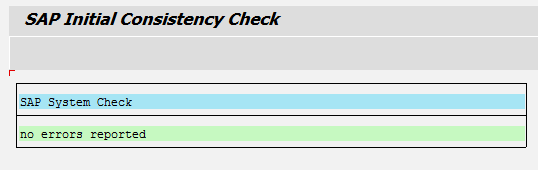 SAP Initial Consistency Check
SAP System Check
no errors reported